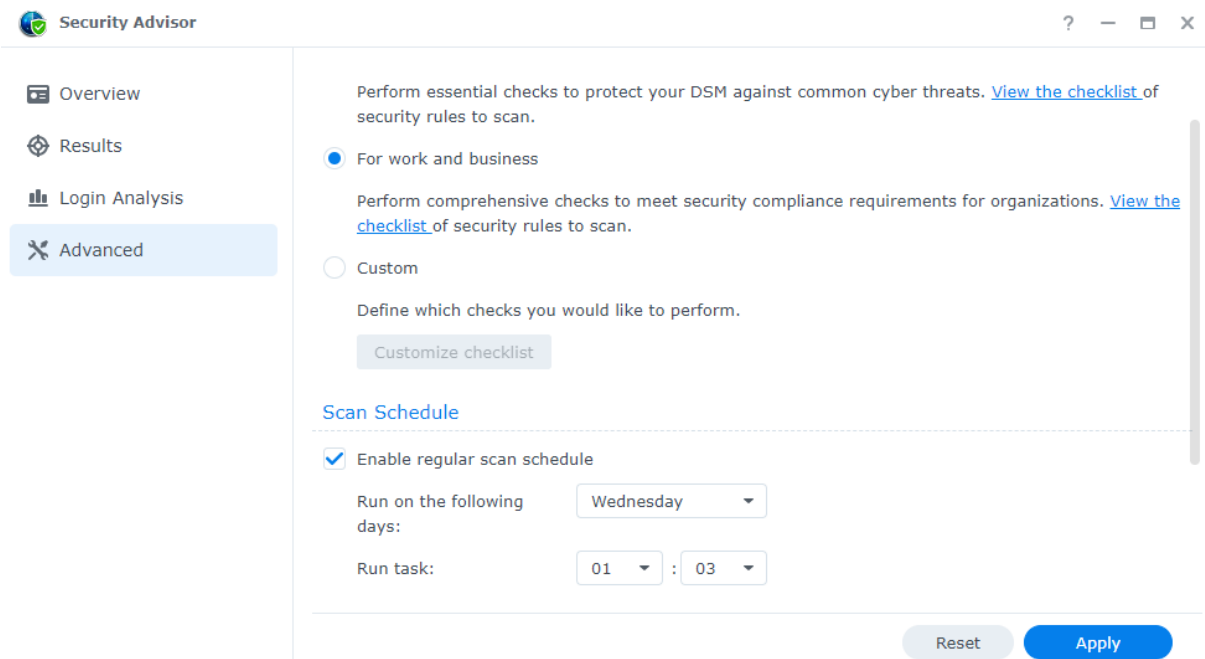 Security Advisor
?
Overview
Results
Login Analysis
Advanced
Perform essential checks to protect your DSM against common cyber threats. View the checklist of
security rules to scan.
For work and business
Perform comprehensive checks to meet security compliance requirements for organizations. View the
checklist of security rules to scan.
Custom
Define which checks you would like to perform.
Customize checklist
Scan Schedule
Enable regular scan schedule
Run on the following
days:
Wednesday
Run task:
01 : 03
Reset
Apply